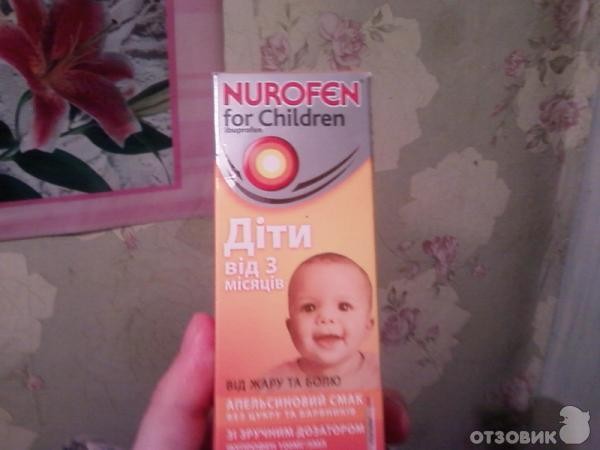 NUROFEN
for Children
ibuprofen
Діти
від 3
місяців
ВІД ЖАРУ ТА БОЛЮ
АПЕЛЬСИНОВИЙ СМАК
БЕЗ ЦУКРУ ТА БАРВНИКІВ
ЗІ ЗРУЧНИМ ДОЗАТОРОМ
ОТЗОВИК